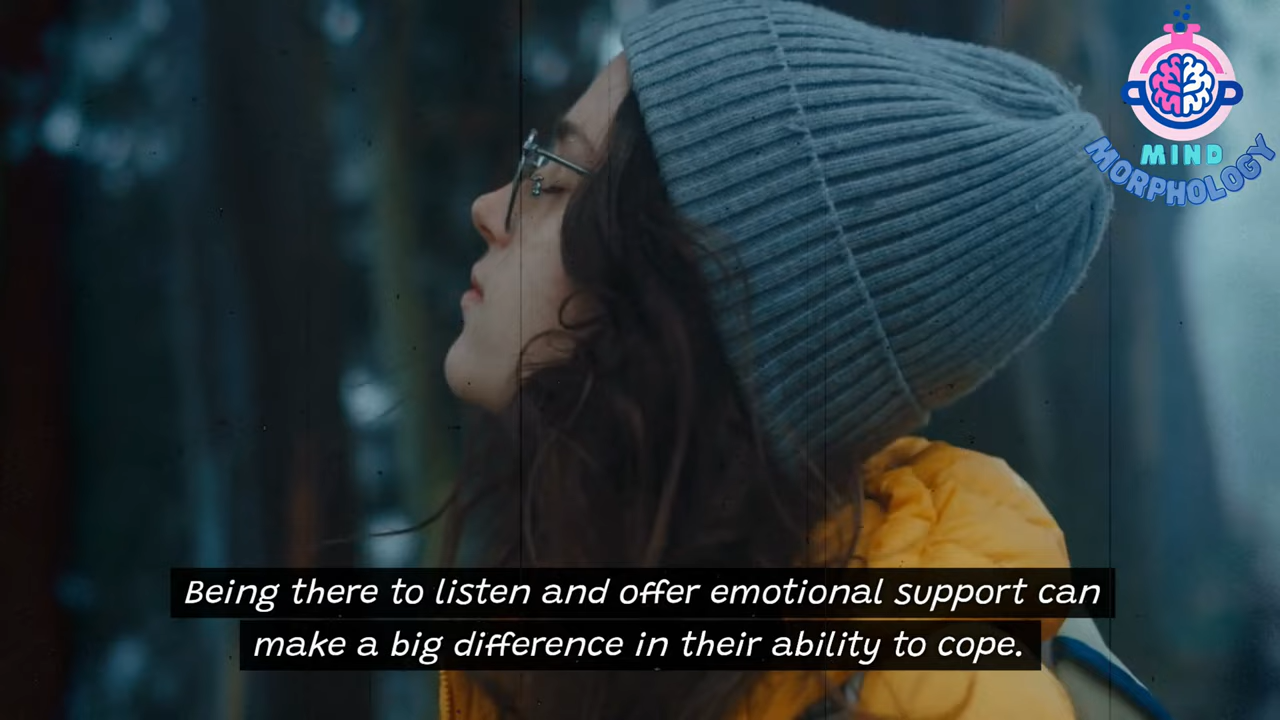 MIND
MORPHOLOGY
Being there to listen and offer emotional support can
make a big difference in their ability to cope.